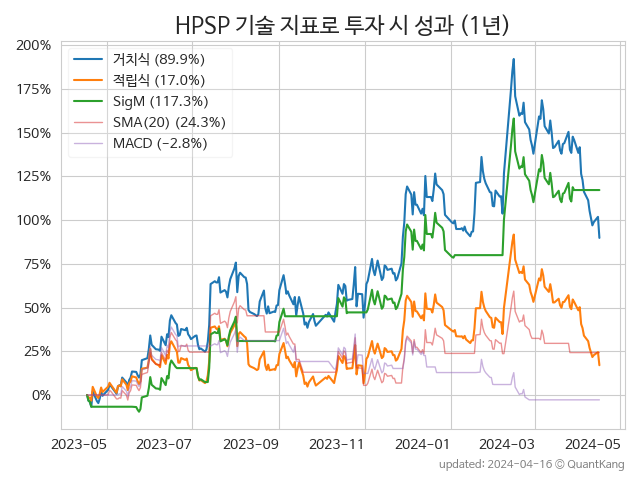 HPSP 기술 지표로 투자 시 성과 (1년)
200%
175%
150%
125%
100%
75%
50%
25%
0%
거치식 (89.9%)
적립식 (17.0%)
SigM (117.3%)
SMA(20) (24.3%)
MACD (−2.8%)
2023-05 2023-07 2023-09 2023-11 2024-01 2024-03 2024-05
updated: 2024-04-16 © QuantKang